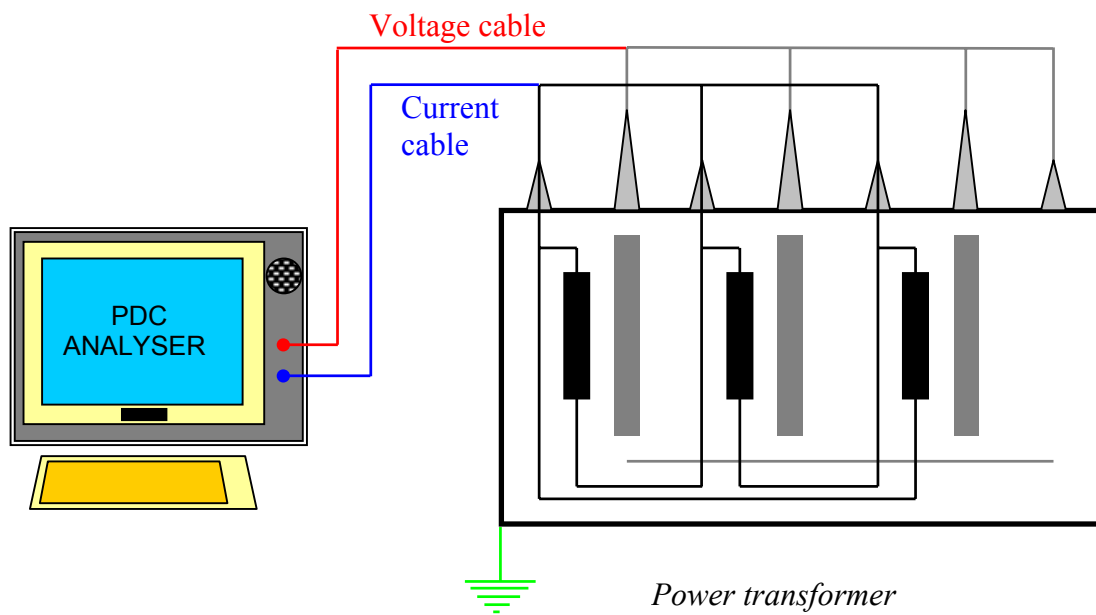 Voltage cable
Current
cable
PDC
ANALYSER
Power transformer